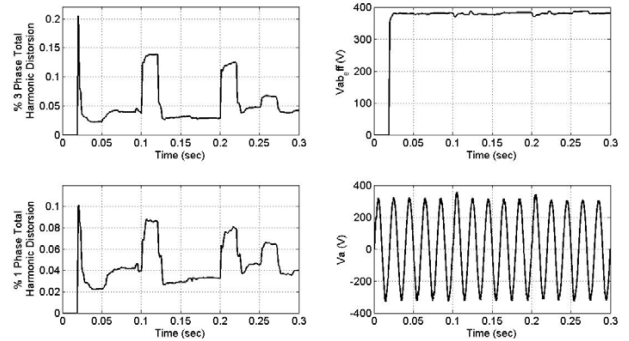 % 3 Phase Total
Harmonic Distorsion
0.2
0.15
0.1
0.05
0
0 0.05 0.1 0.15 0.2 0.25 0.3
Time (sec)
Vab_eff (V)
400
300
200
100
0
0 0.05 0.1 0.15 0.2 0.25 0.3
Time (sec)
% 1 Phase Total
Harmonic Distorsion
0.1
0.08
0.06
0.04
0.02
0
0 0.05 0.1 0.15 0.2 0.25 0.3
Time (sec)
Va (V)
400
200
0
-200
-400
0 0.05 0.1 0.15 0.2 0.25 0.3
Time (sec)